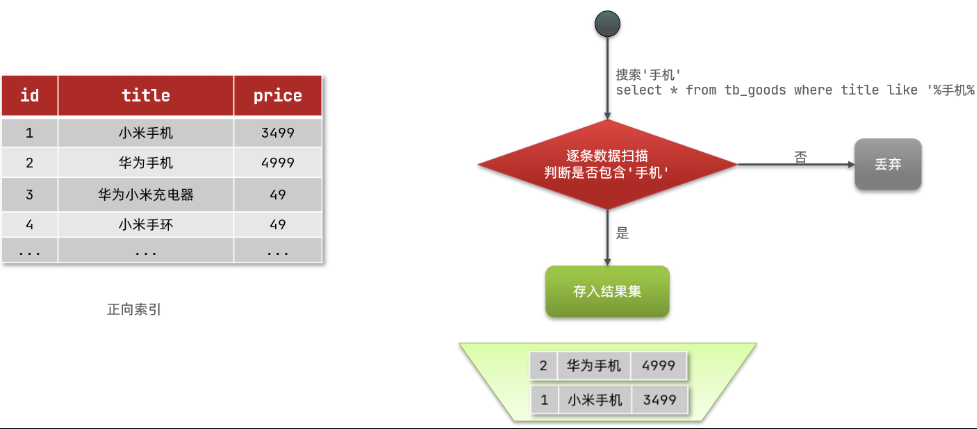 id title price
1 小米手机 3499
2 华为手机 4999
3 华为小米充电器 49
4 小米手环 49
... ... ...
正向索引
搜索'手机'
select * from tb_goods where title like '%手机%
逐条数据扫描
判断是否包含'手机'
否
丢弃
是
存入结果集
2 华为手机 4999
1 小米手机 3499